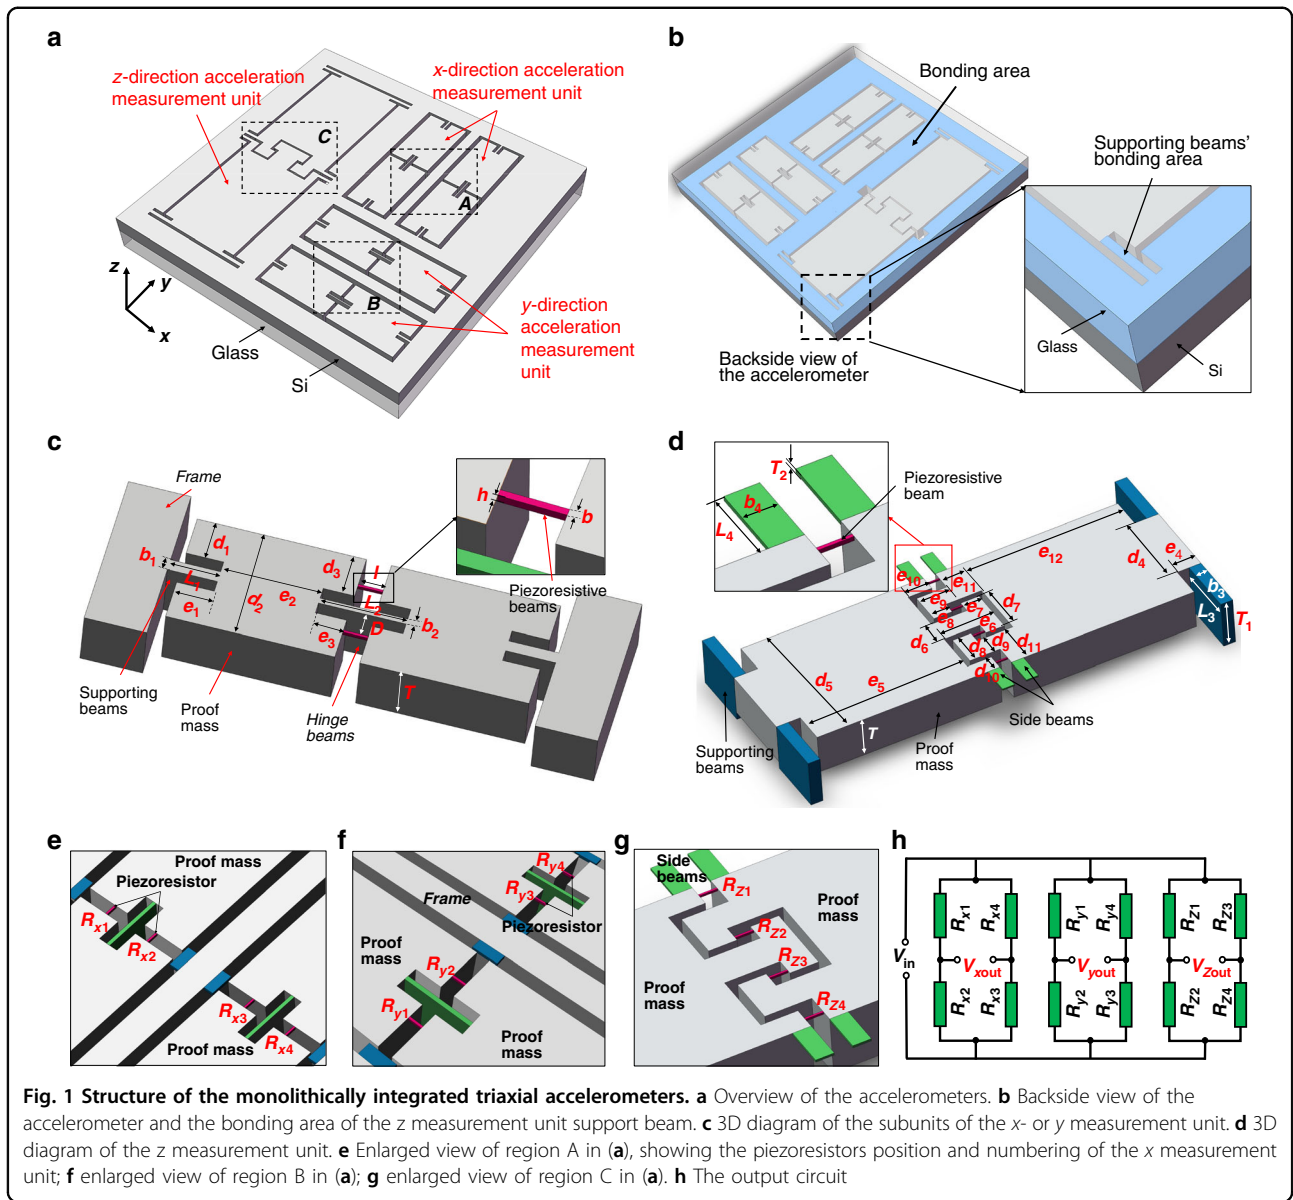 a
z-direction acceleration
measurement unit
x-direction acceleration
measurement unit
C
A
B
z
y
x
Glass
Si
y-direction
acceleration
measurement
unit
b
Bonding area
Supporting beams'
bonding area
Glass
Si
Backside view of
the accelerometer
c
Frame
h
b
Piezoresistive
beams
d1
b1
L1
e1
d2
e2
d3
l
L2
D
b2
e3
T
Supporting
beams
Proof
mass
Hinge
beams
d
T2
b4
L4
Piezoresistive
beam
e12
d4
e4
b3
L3
T1
e10
e11
e9
e7
e8
e6
d7
d6
d8
d9
d11
d10
d5
e5
T
Side beams
Supporting
beams
Proof
mass
e
Proof mass
Piezoresistor
Rx1
Rx2
Rx3
Rx4
Proof mass
f
Ry4
Ry3
Frame
Piezoresistor
Proof
mass
Ry2
Ry1
Proof
mass
g
Side
beams
RZ1
Proof
mass
RZ2
RZ3
Proof
mass
RZ4
h
Rx1
Rx4
Ry1
Ry4
RZ1
RZ3
Vin
Vxout
Vyout
VZout
Rx2
Rx3
Ry2
Ry3
RZ2
RZ4
Fig. 1 Structure of the monolithically integrated triaxial accelerometers. a Overview of the accelerometers. b Backside view of the
accelerometer and the bonding area of the z measurement unit support beam. c 3D diagram of the subunits of the x- or y measurement unit. d 3D
diagram of the z measurement unit. e Enlarged view of region A in (a), showing the piezoresistors position and numbering of the x measurement
unit; f enlarged view of region B in (a); g enlarged view of region C in (a). h The output circuit